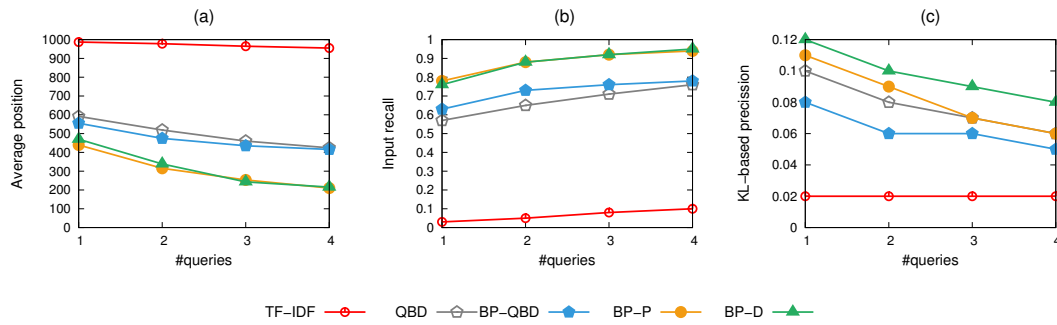 (a)
1000
900
800
700
600
500
400
300
200
100
0
Average position
1 2 3 4
#queries
(b)
1
0.9
0.8
0.7
0.6
0.5
0.4
0.3
0.2
0.1
0
Input recall
1 2 3 4
#queries
(c)
0.12
0.1
0.08
0.06
0.04
0.02
0
KL-based precission
1 2 3 4
#queries
TF-IDF QBD BP-QBD BP-P BP-D